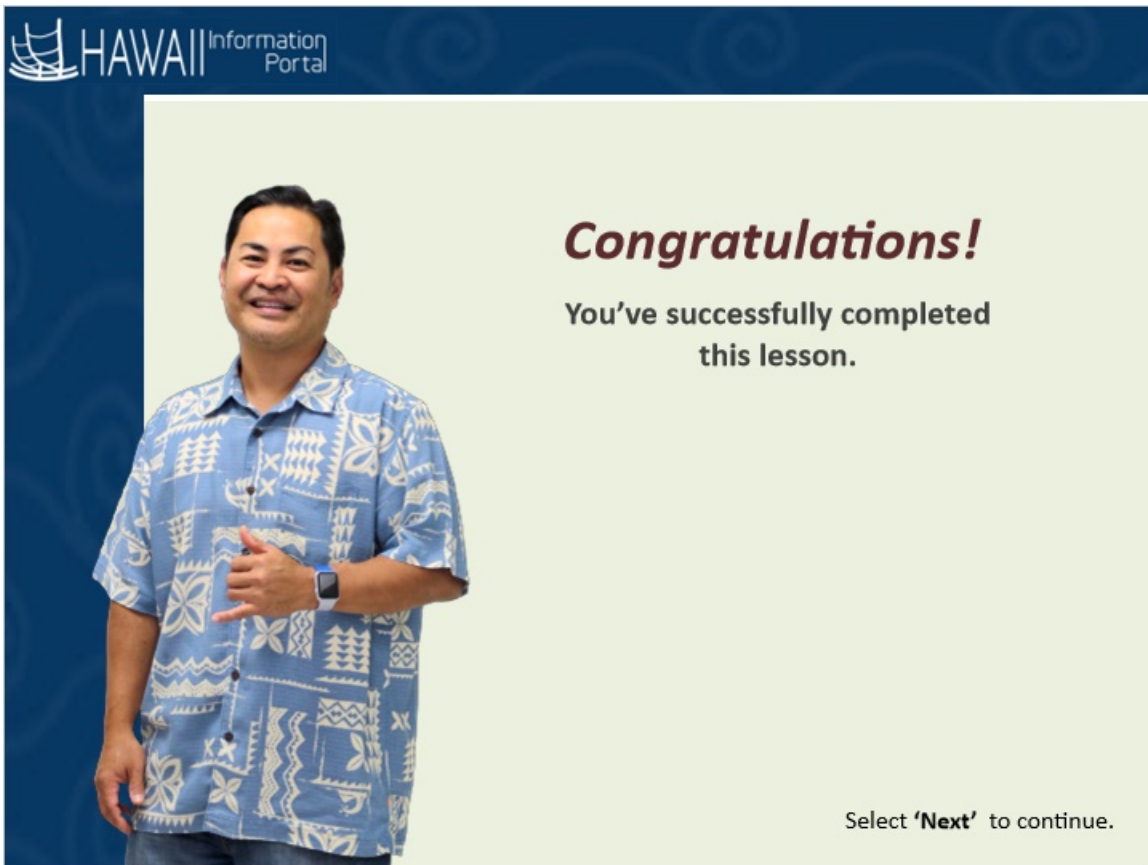 HAWAII Information
Portal
Congratulations!
You've successfully completed
this lesson.
Select 'Next' to continue.